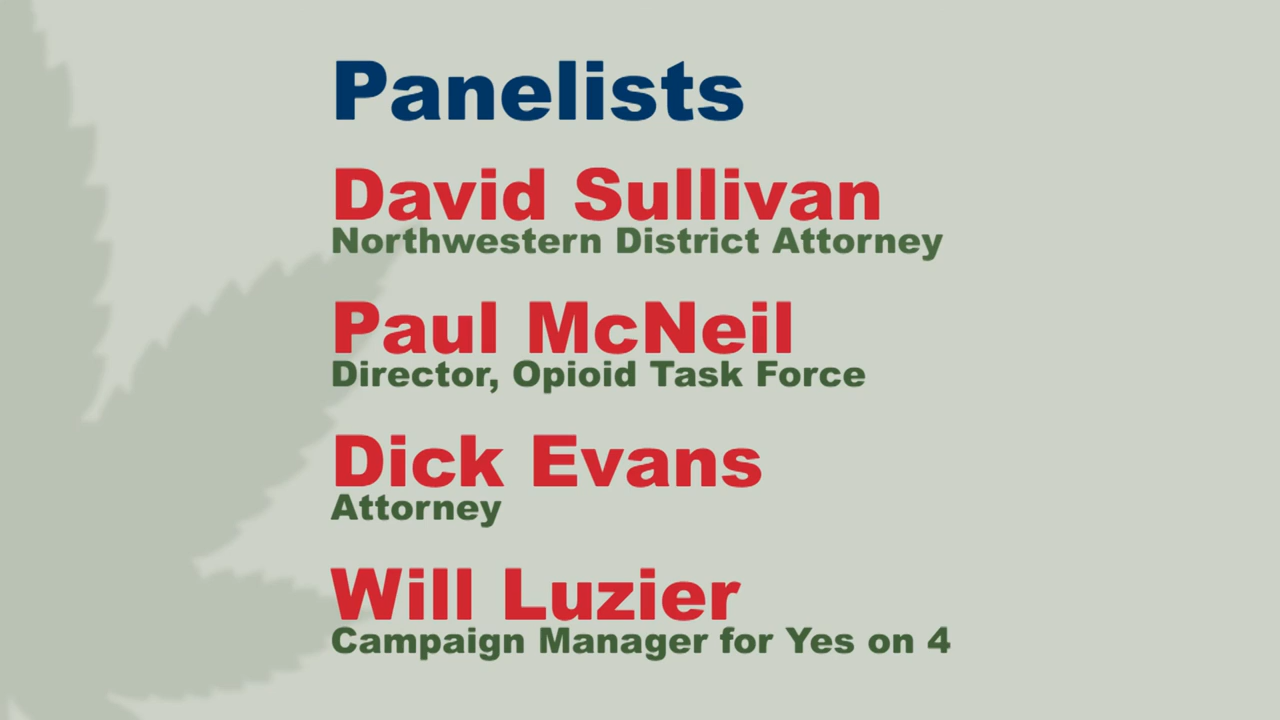 Panelists
David Sullivan
Northwestern District Attorney
Paul McNeil
Director, Opioid Task Force
Dick Evans
Attorney
Will Luzier
Campaign Manager for Yes on 4